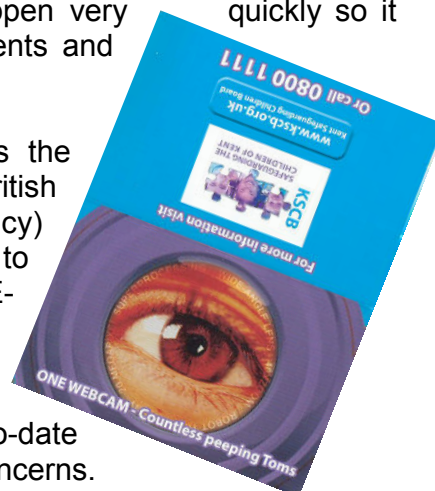 open very quickly so it
ents and
s the
ritish
cy)
to
E-
o-date
ncerns.
Or call 0800 1111
www.kscb.org.uk
Kent Safeguarding Children Board
KSCB
SAFEGUARDING THE
CHILDREN OF KENT
For more information visit
ONE WEBCAM - Countless peeping Toms